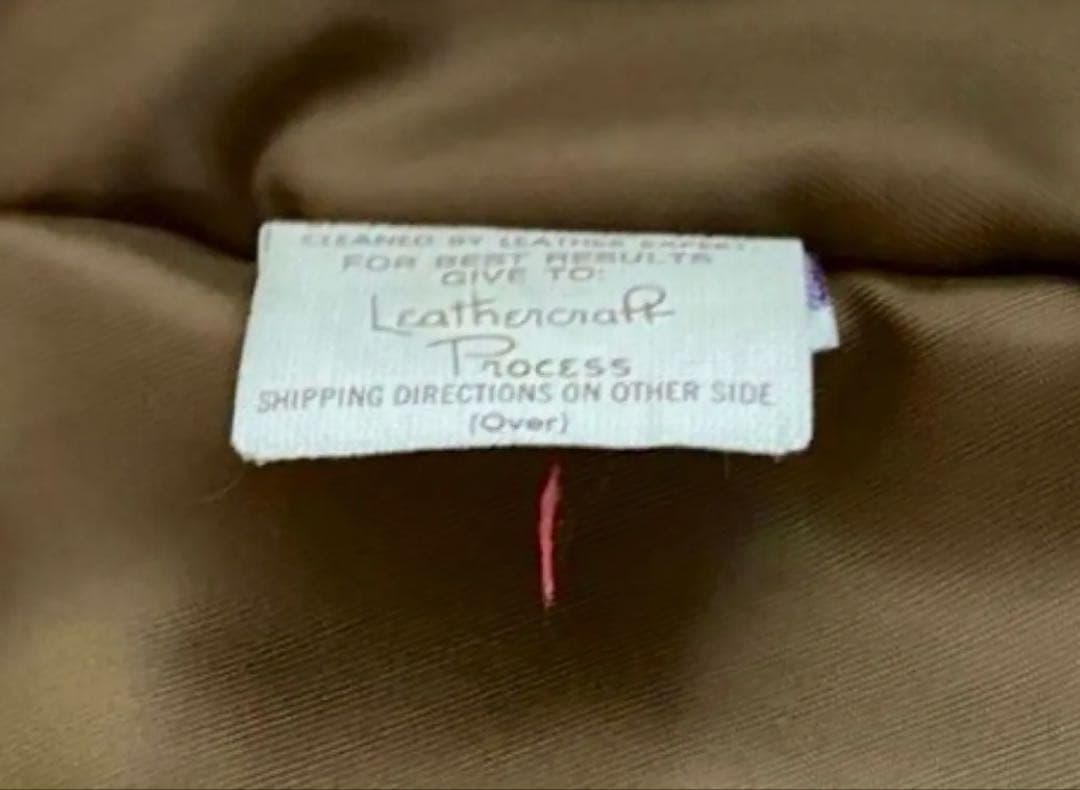 CLEANED BY LEATHER EXPERT
FOR BEST RESULTS
GIVE TO:
Leathercraft
Process
SHIPPING DIRECTIONS ON OTHER SIDE
(Over)